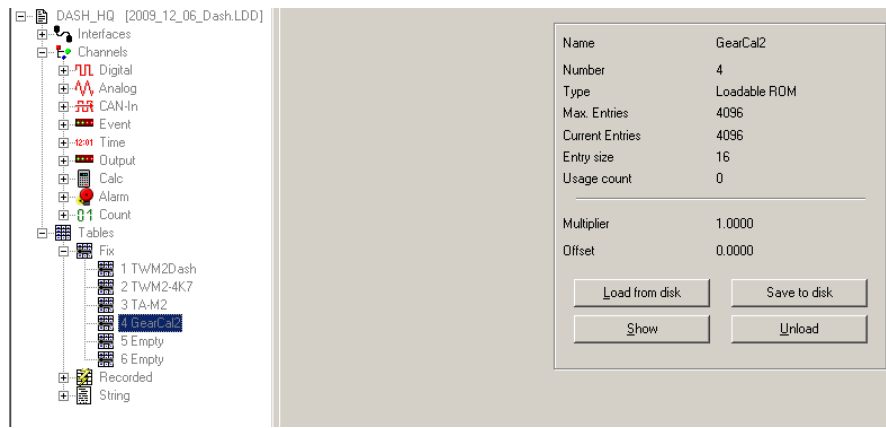 DASH_HQ [2009_12_06_Dash.LDD]
Interfaces
Channels
Digital
Analog
CAN-In
Event
12:01 Time
Output
Calc
Alarm
01 Count
Tables
Fix
1 TWM2Dash
2 TWM2-4K7
3 TA-M2
4 GearCal2
5 Empty
6 Empty
Recorded
String
Name GearCal2
Number 4
Type Loadable ROM
Max. Entries 4096
Current Entries 4096
Entry size 16
Usage count 0
Multiplier 1.0000
Offset 0.0000
Load from disk Save to disk
Show Unload